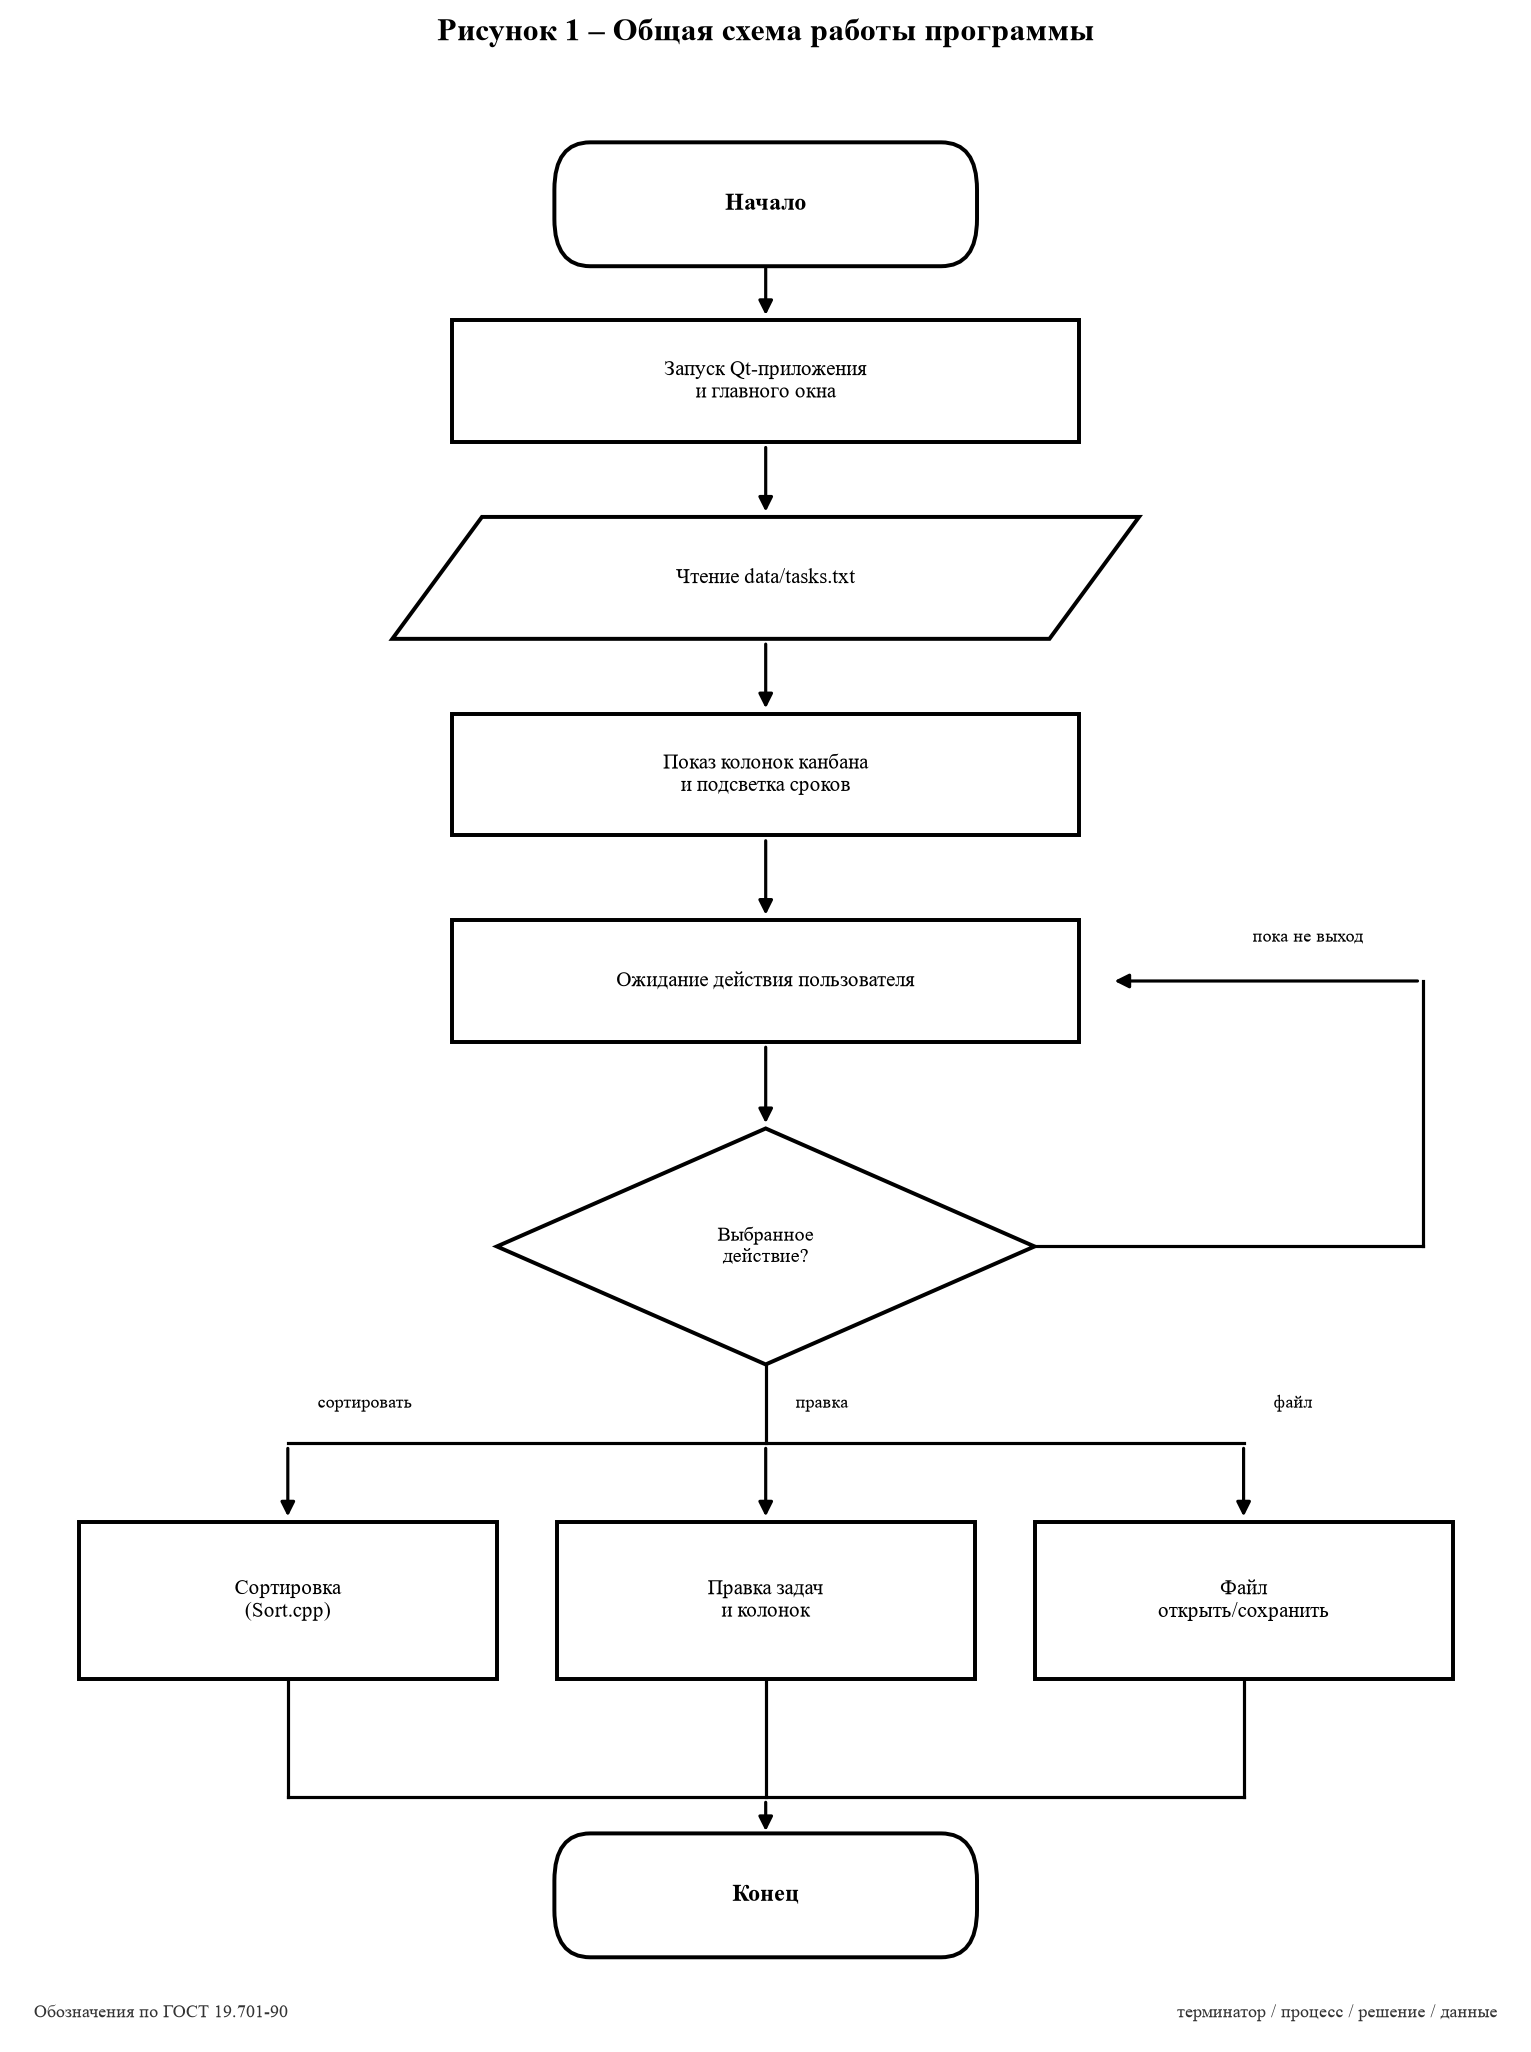 Рисунок 1 – Общая схема работы программы
Начало
Запуск Qt-приложения
и главного окна
Чтение data/tasks.txt
Показ колонок канбана
и подсветка сроков
пока не выход
Ожидание действия пользователя
Выбранное
действие?
сортировать
правка
файл
Сортировка
(Sort.cpp)
Правка задач
и колонок
Файл
открыть/сохранить
Конец
Обозначения по ГОСТ 19.701-90
терминатор / процесс / решение / данные